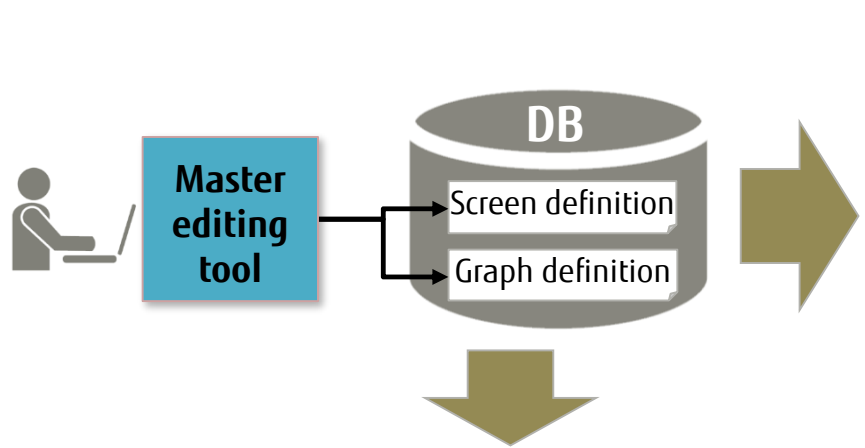 DB
Master
editing
tool
Screen definition
Graph definition